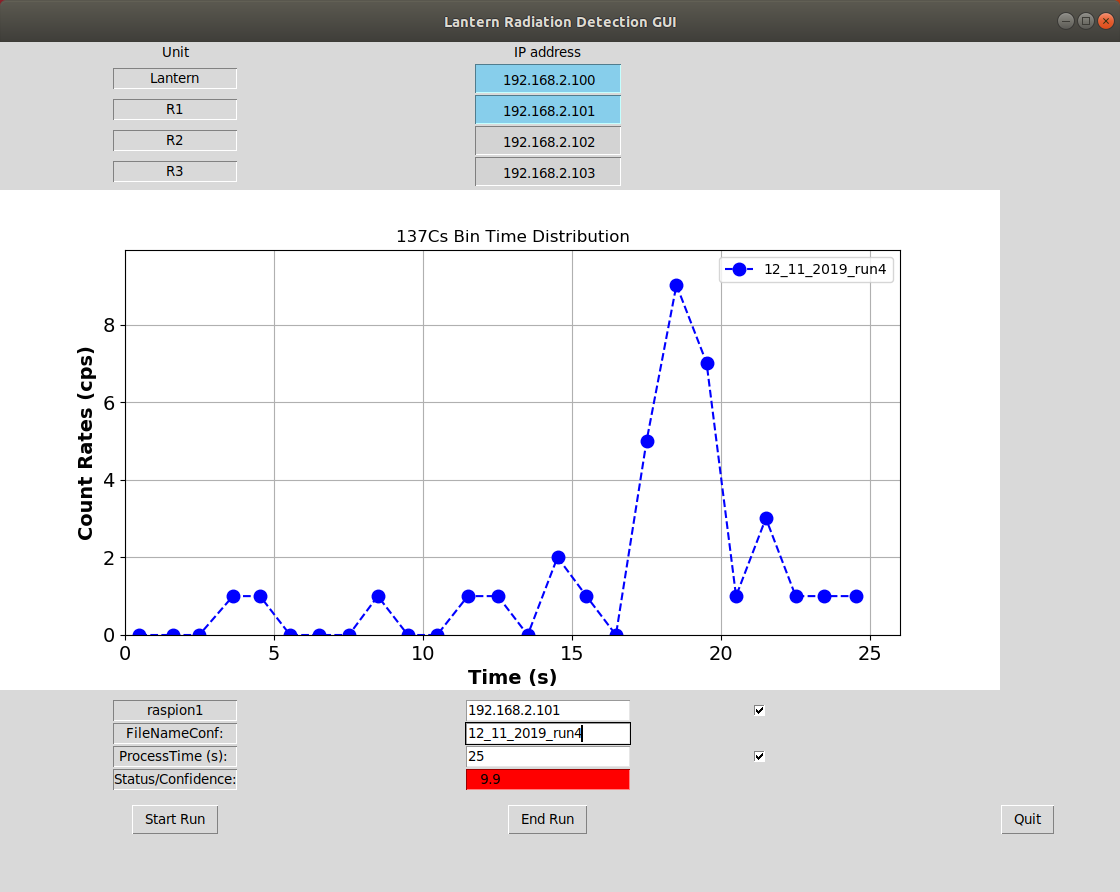 Lantern Radiation Detection GUI
Unit IP address
Lantern 192.168.2.100
R1 192.168.2.101
R2 192.168.2.102
R3 192.168.2.103
137Cs Bin Time Distribution
12_11_2019_run4
8
6
4
2
0
Count Rates (cps)
0 5 10 15 20 25
Time (s)
raspion1 192.168.2.101
FileNameConf: 12_11_2019_run4
ProcessTime (s): 25
Status/Confidence: 9.9
Start Run End Run Quit